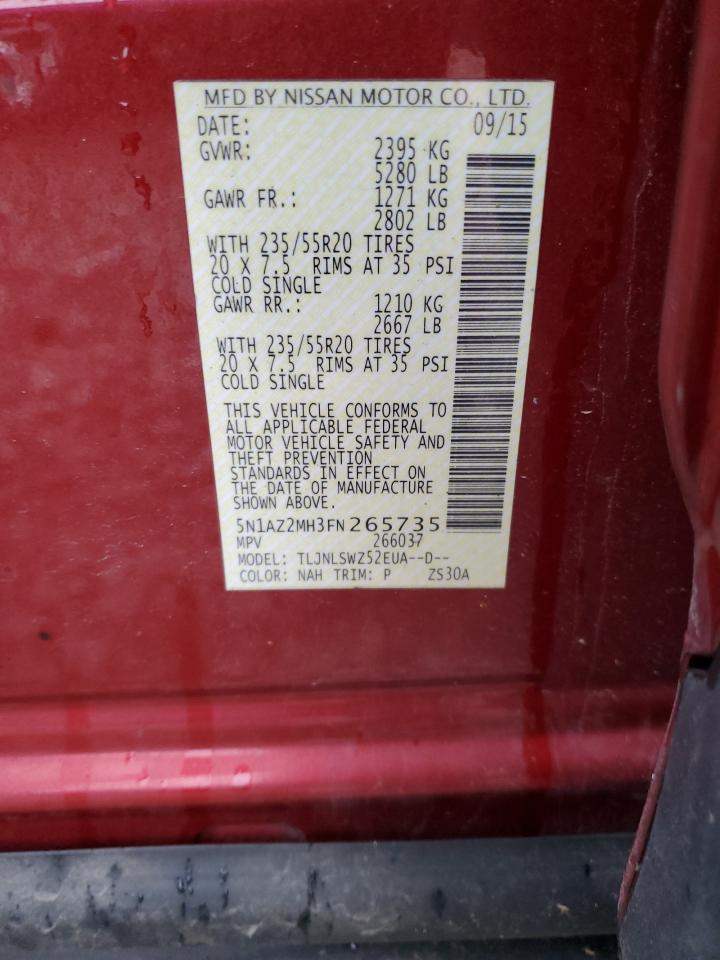 MFD BY NISSAN MOTOR CO., LTD.
DATE: 09/15
GVWR: 2395 KG
5280 LB
GAWR FR.: 1271 KG
2802 LB
WITH 235/55R20 TIRES
20 X 7.5 RIMS AT 35 PSI
COLD SINGLE
GAWR RR.: 1210 KG
2667 LB
WITH 235/55R20 TIRES
20 X 7.5 RIMS AT 35 PSI
COLD SINGLE
THIS VEHICLE CONFORMS TO
ALL APPLICABLE FEDERAL
MOTOR VEHICLE SAFETY AND
THEFT PREVENTION
STANDARDS IN EFFECT ON
THE DATE OF MANUFACTURE
SHOWN ABOVE.
5N1AZ2MH3FN265735
MPV 266037
MODEL: TLJNLSWZ52EUA--D--
COLOR: NAH TRIM: P ZS30A